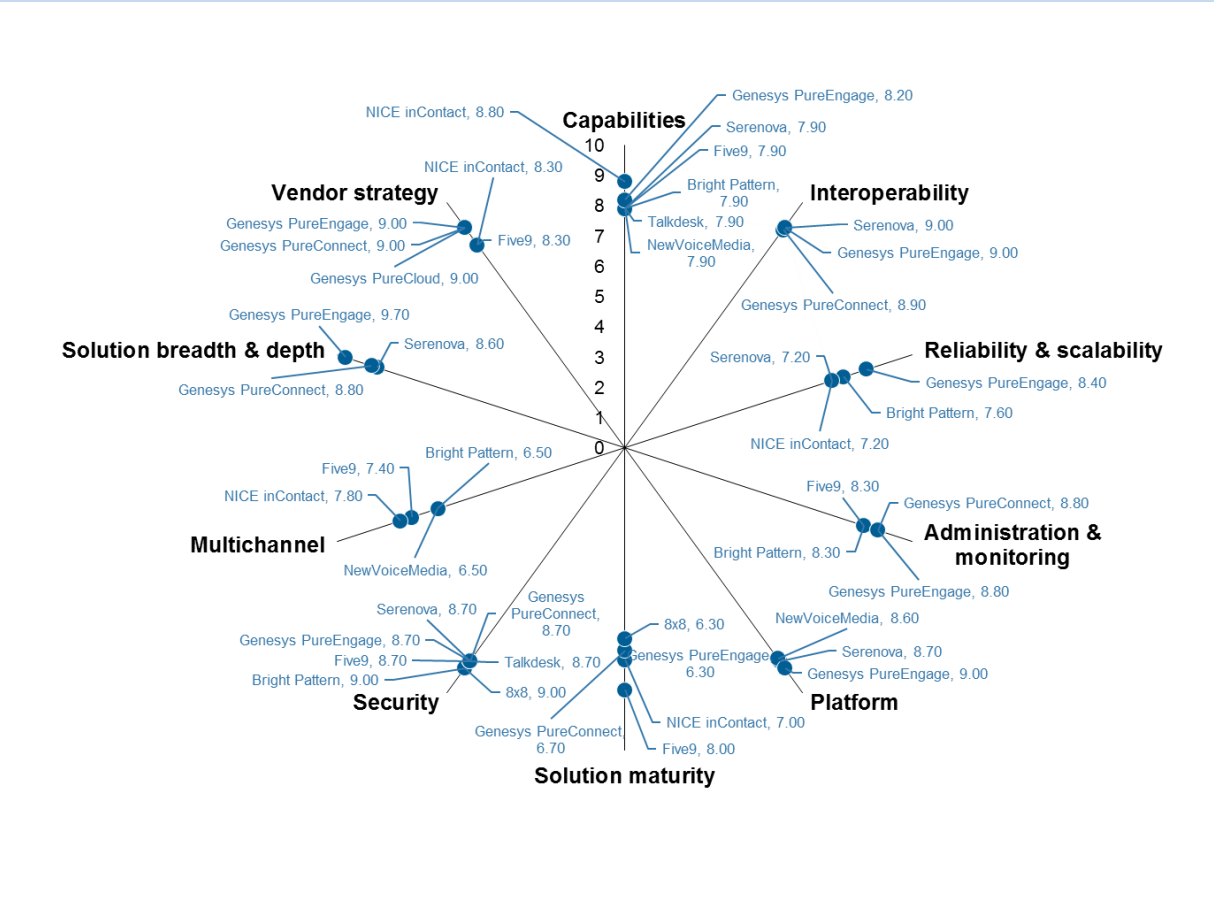 Genesys PureEngage, 8.20
NICE inContact, 8.80
Capabilities
Serenova, 7.90
Five9, 7.90
10
9
8
7
6
5
4
3
2
1
0
Bright Pattern,
7.90
Talkdesk, 7.90
NewVoiceMedia,
7.90
Interoperability
Serenova, 9.00
Genesys PureEngage, 9.00
Genesys PureConnect, 8.90
Reliability & scalability
Serenova, 7.20
Genesys PureEngage, 8.40
Bright Pattern, 7.60
NICE inContact, 7.20
Five9, 8.30
Genesys PureConnect, 8.80
Administration &
monitoring
Bright Pattern, 8.30
Genesys PureEngage, 8.80
NewVoiceMedia, 8.60
Serenova, 8.70
Genesys PureEngage, 9.00
Platform
8x8, 6.30
Genesys PureEngage,
6.30
NICE inContact, 7.00
Five9, 8.00
Genesys PureConnect,
6.70
Solution maturity
Genesys
PureConnect,
8.70
Serenova, 8.70
Genesys PureEngage, 8.70
Five9, 8.70
Talkdesk, 8.70
Bright Pattern, 9.00
8x8, 9.00
Security
Bright Pattern, 6.50
Five9, 7.40
NICE inContact, 7.80
Multichannel
NewVoiceMedia, 6.50
Genesys PureEngage, 9.70
Solution breadth & depth
Serenova, 8.60
Genesys PureConnect, 8.80
NICE inContact, 8.30
Vendor strategy
Genesys PureEngage, 9.00
Five9, 8.30
Genesys PureConnect, 9.00
Genesys PureCloud, 9.00